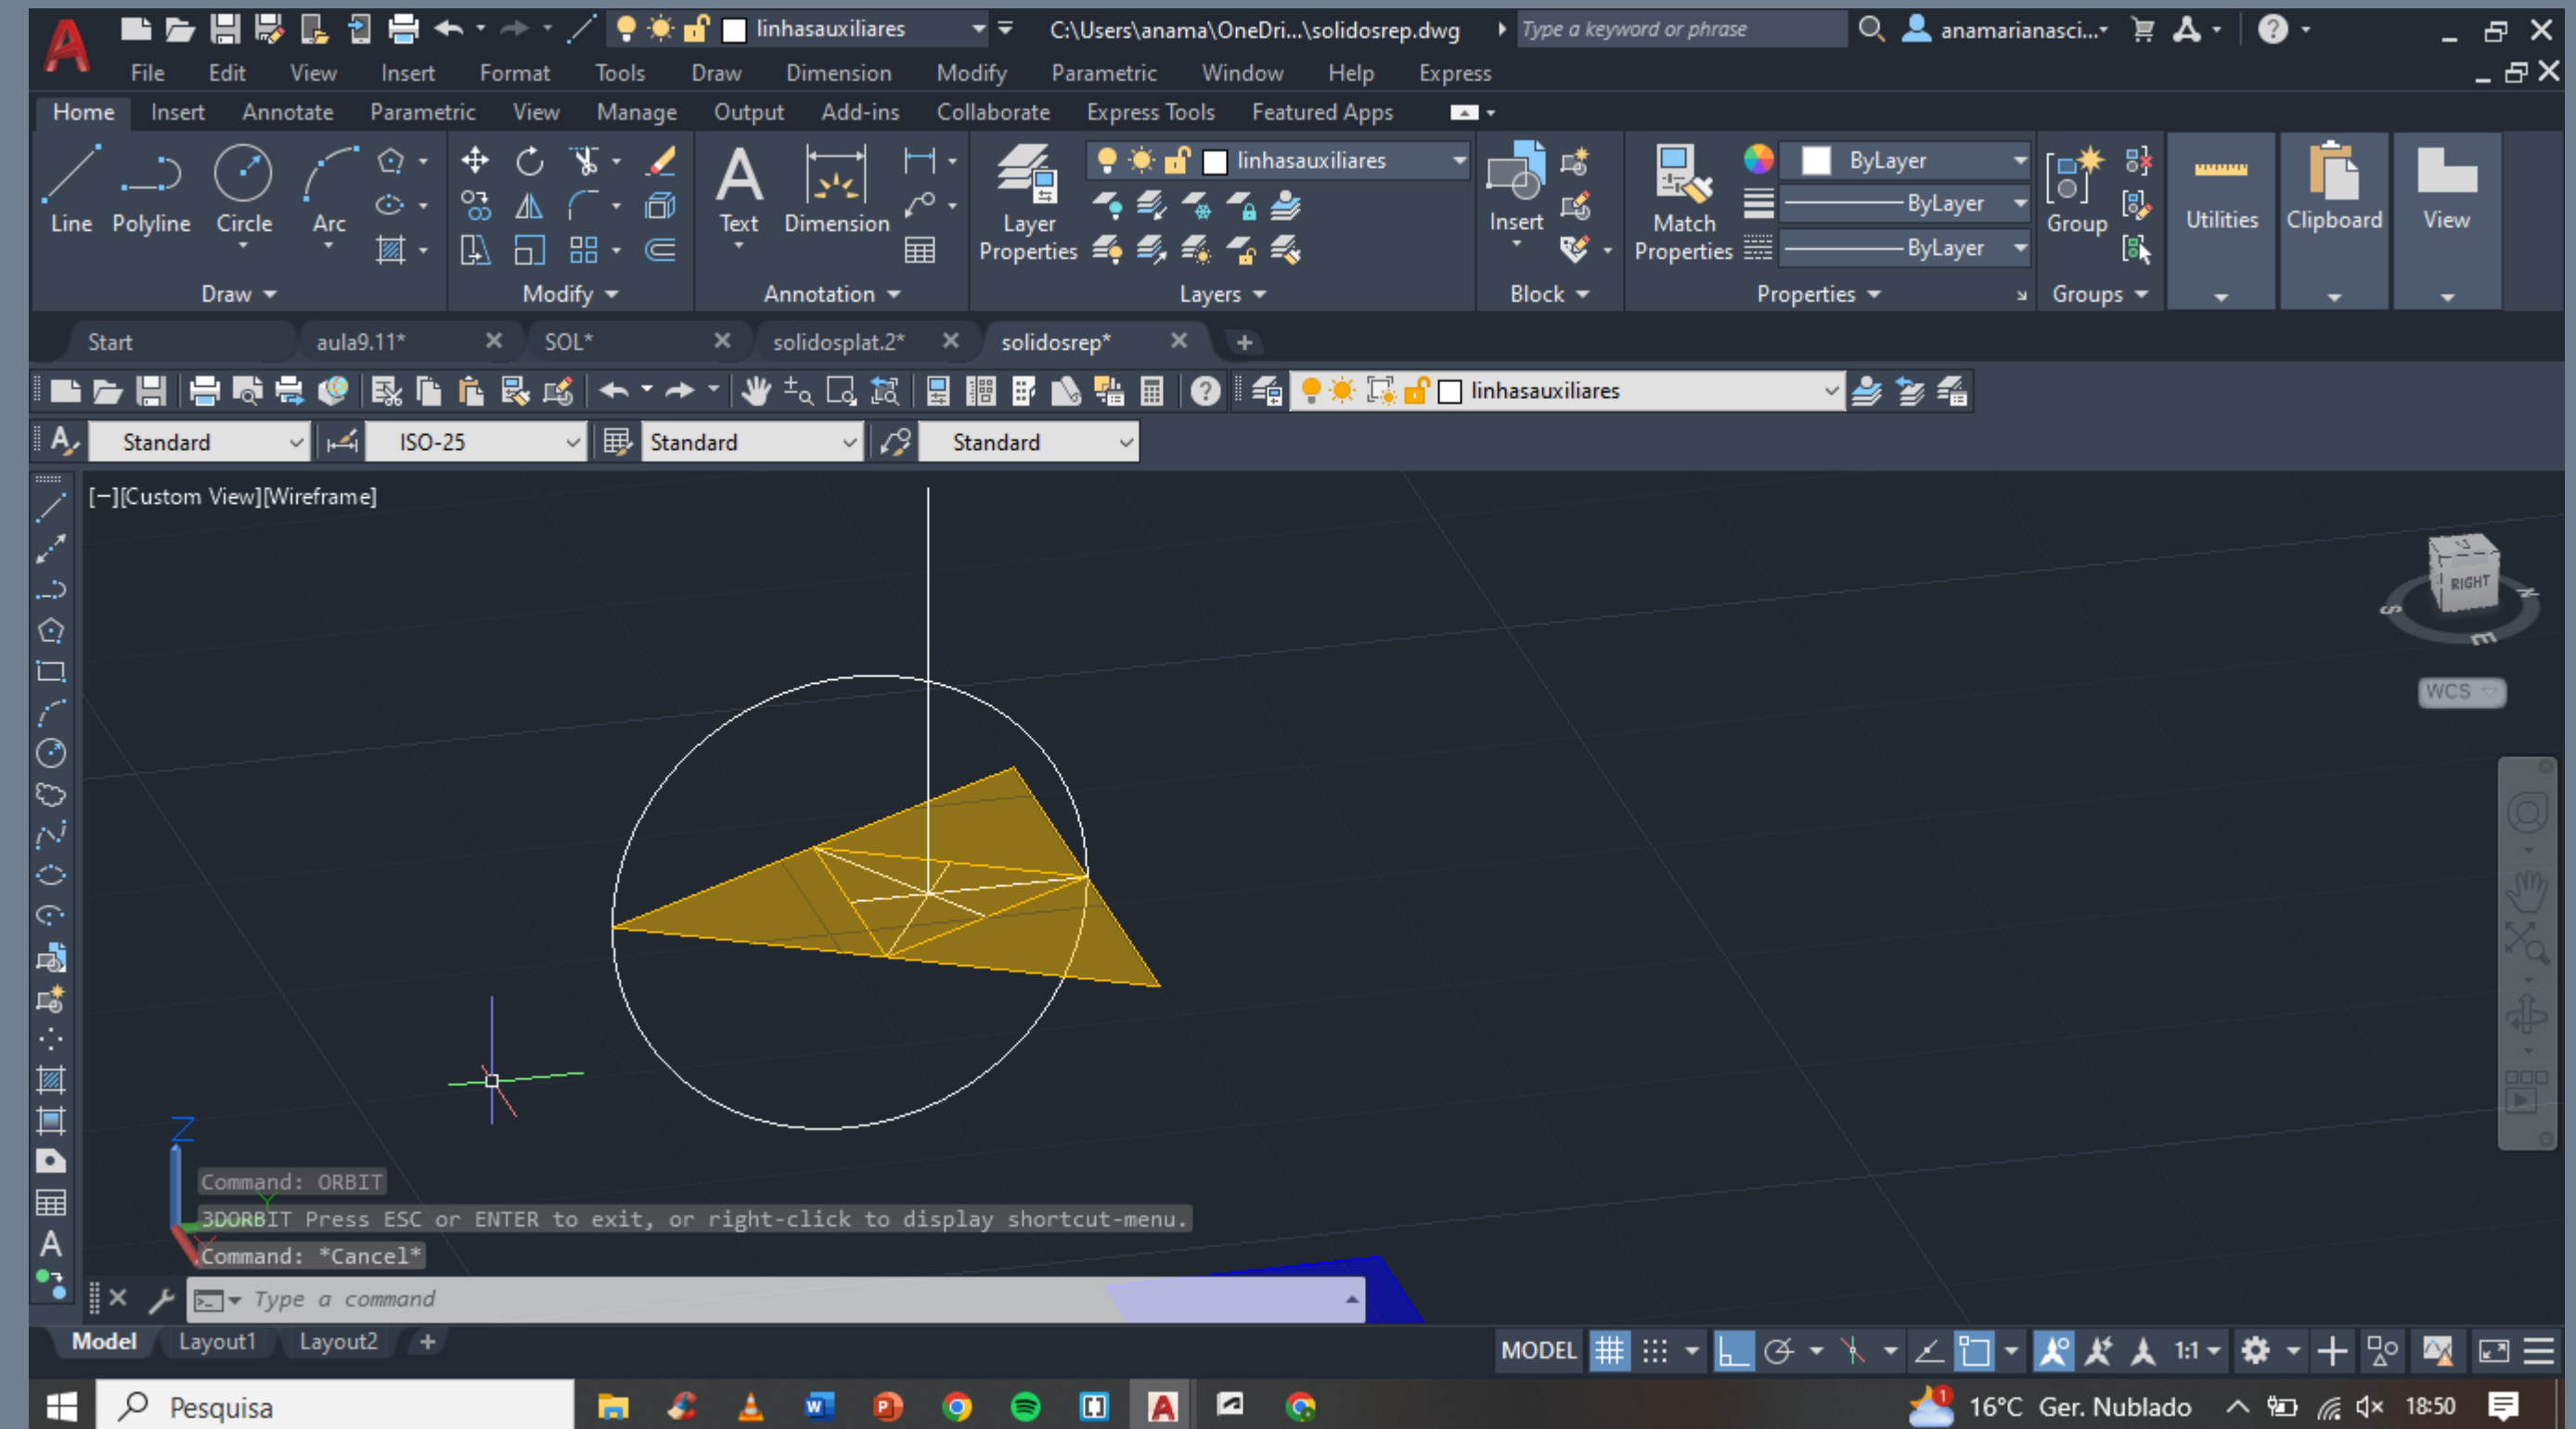 linhasauxiliares
C:\Users\anama\OneDri...\solidosrep.dwg
Type a keyword or phrase
anamarianasci...
File Edit View Insert Format Tools Draw Dimension Modify Parametric Window Help Express
Home Insert Annotate Parametric View Manage Output Add-ins Collaborate Express Tools Featured Apps
Line Polyline Circle Arc
Draw
Modify
A
Text Dimension
Annotation
Layer Properties
linhasauxiliares
Layers
Insert
Block
Match Properties
ByLayer
ByLayer
ByLayer
Properties
Group
Groups
Utilities
Clipboard
View
Start aula9.11* SOL* solidosplat.2* solidosrep*
linhasauxiliares
Standard ISO-25 Standard Standard
[−][Custom View][Wireframe]
RIGHT
S
N
E
WCS
Z
Y
X
Command: ORBIT
3DORBIT Press ESC or ENTER to exit, or right-click to display shortcut-menu.
Command: *Cancel*
Type a command
Model Layout1 Layout2
MODEL
1:1
Pesquisa
1
16°C Ger. Nublado
18:50